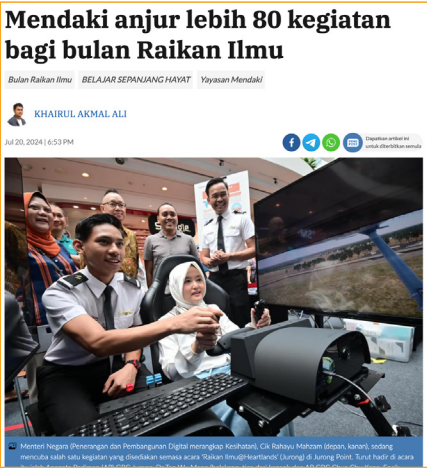 Mendaki anjur lebih 80 kegiatan
bagi bulan Raikan Ilmu
Bulan Raikan Ilmu BELAJAR SEPANJANG HAYAT Yayasan Mendaki
KHAIRUL AKMAL ALI
Jul 20, 2024 | 6:53 PM
Dapatkan artikel ini
untuk diterbitkan semula
Menteri Negara (Penerangan dan Pembangunan Digital merangkap Kesihatan), Cik Rahayu Mahzam (depan, kanan), sedang
mencuba salah satu kegiatan yang disediakan semasa acara 'Raikan Ilmu@Heartlands' (Jurong) di Jurong Point. Turut hadir di acara